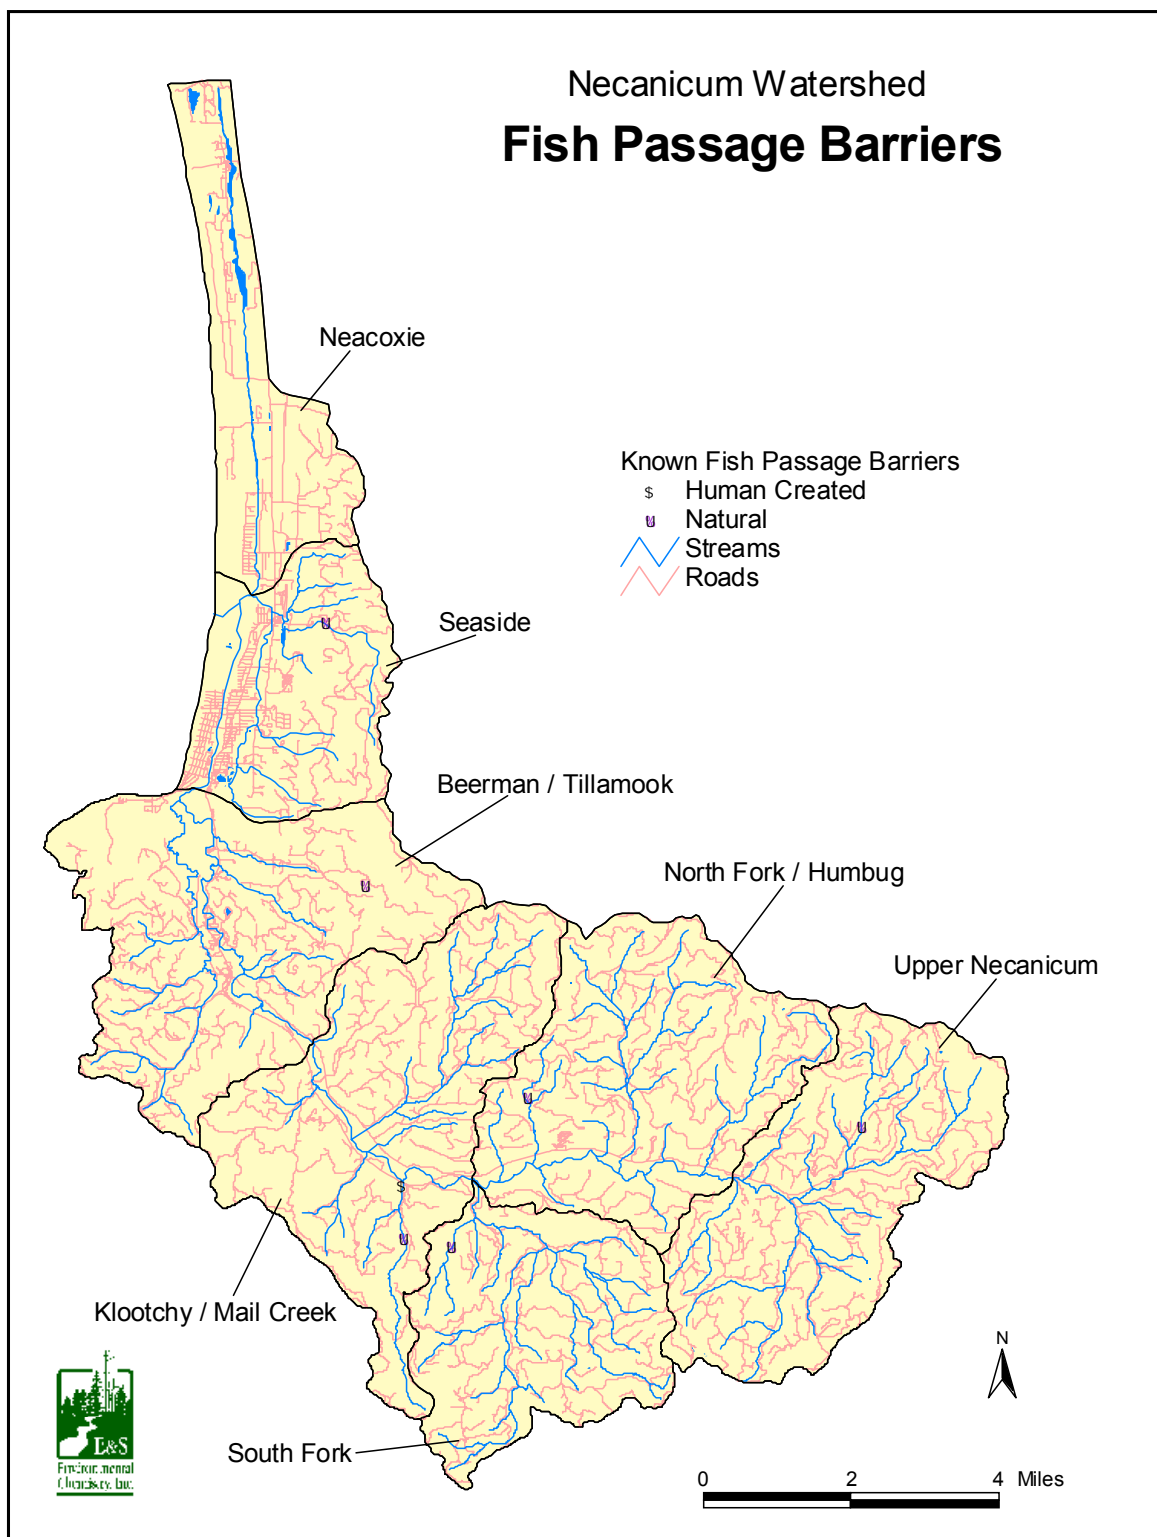 Necanicum Watershed
Fish Passage Barriers
Neacoxie
Known Fish Passage Barriers
$ Human Created
Natural
Streams
Roads
Seaside
Beerman / Tillamook
North Fork / Humbug
Upper Necanicum
$
Klootchy / Mail Creek
N
E&S
South Fork
0 2 4 Miles